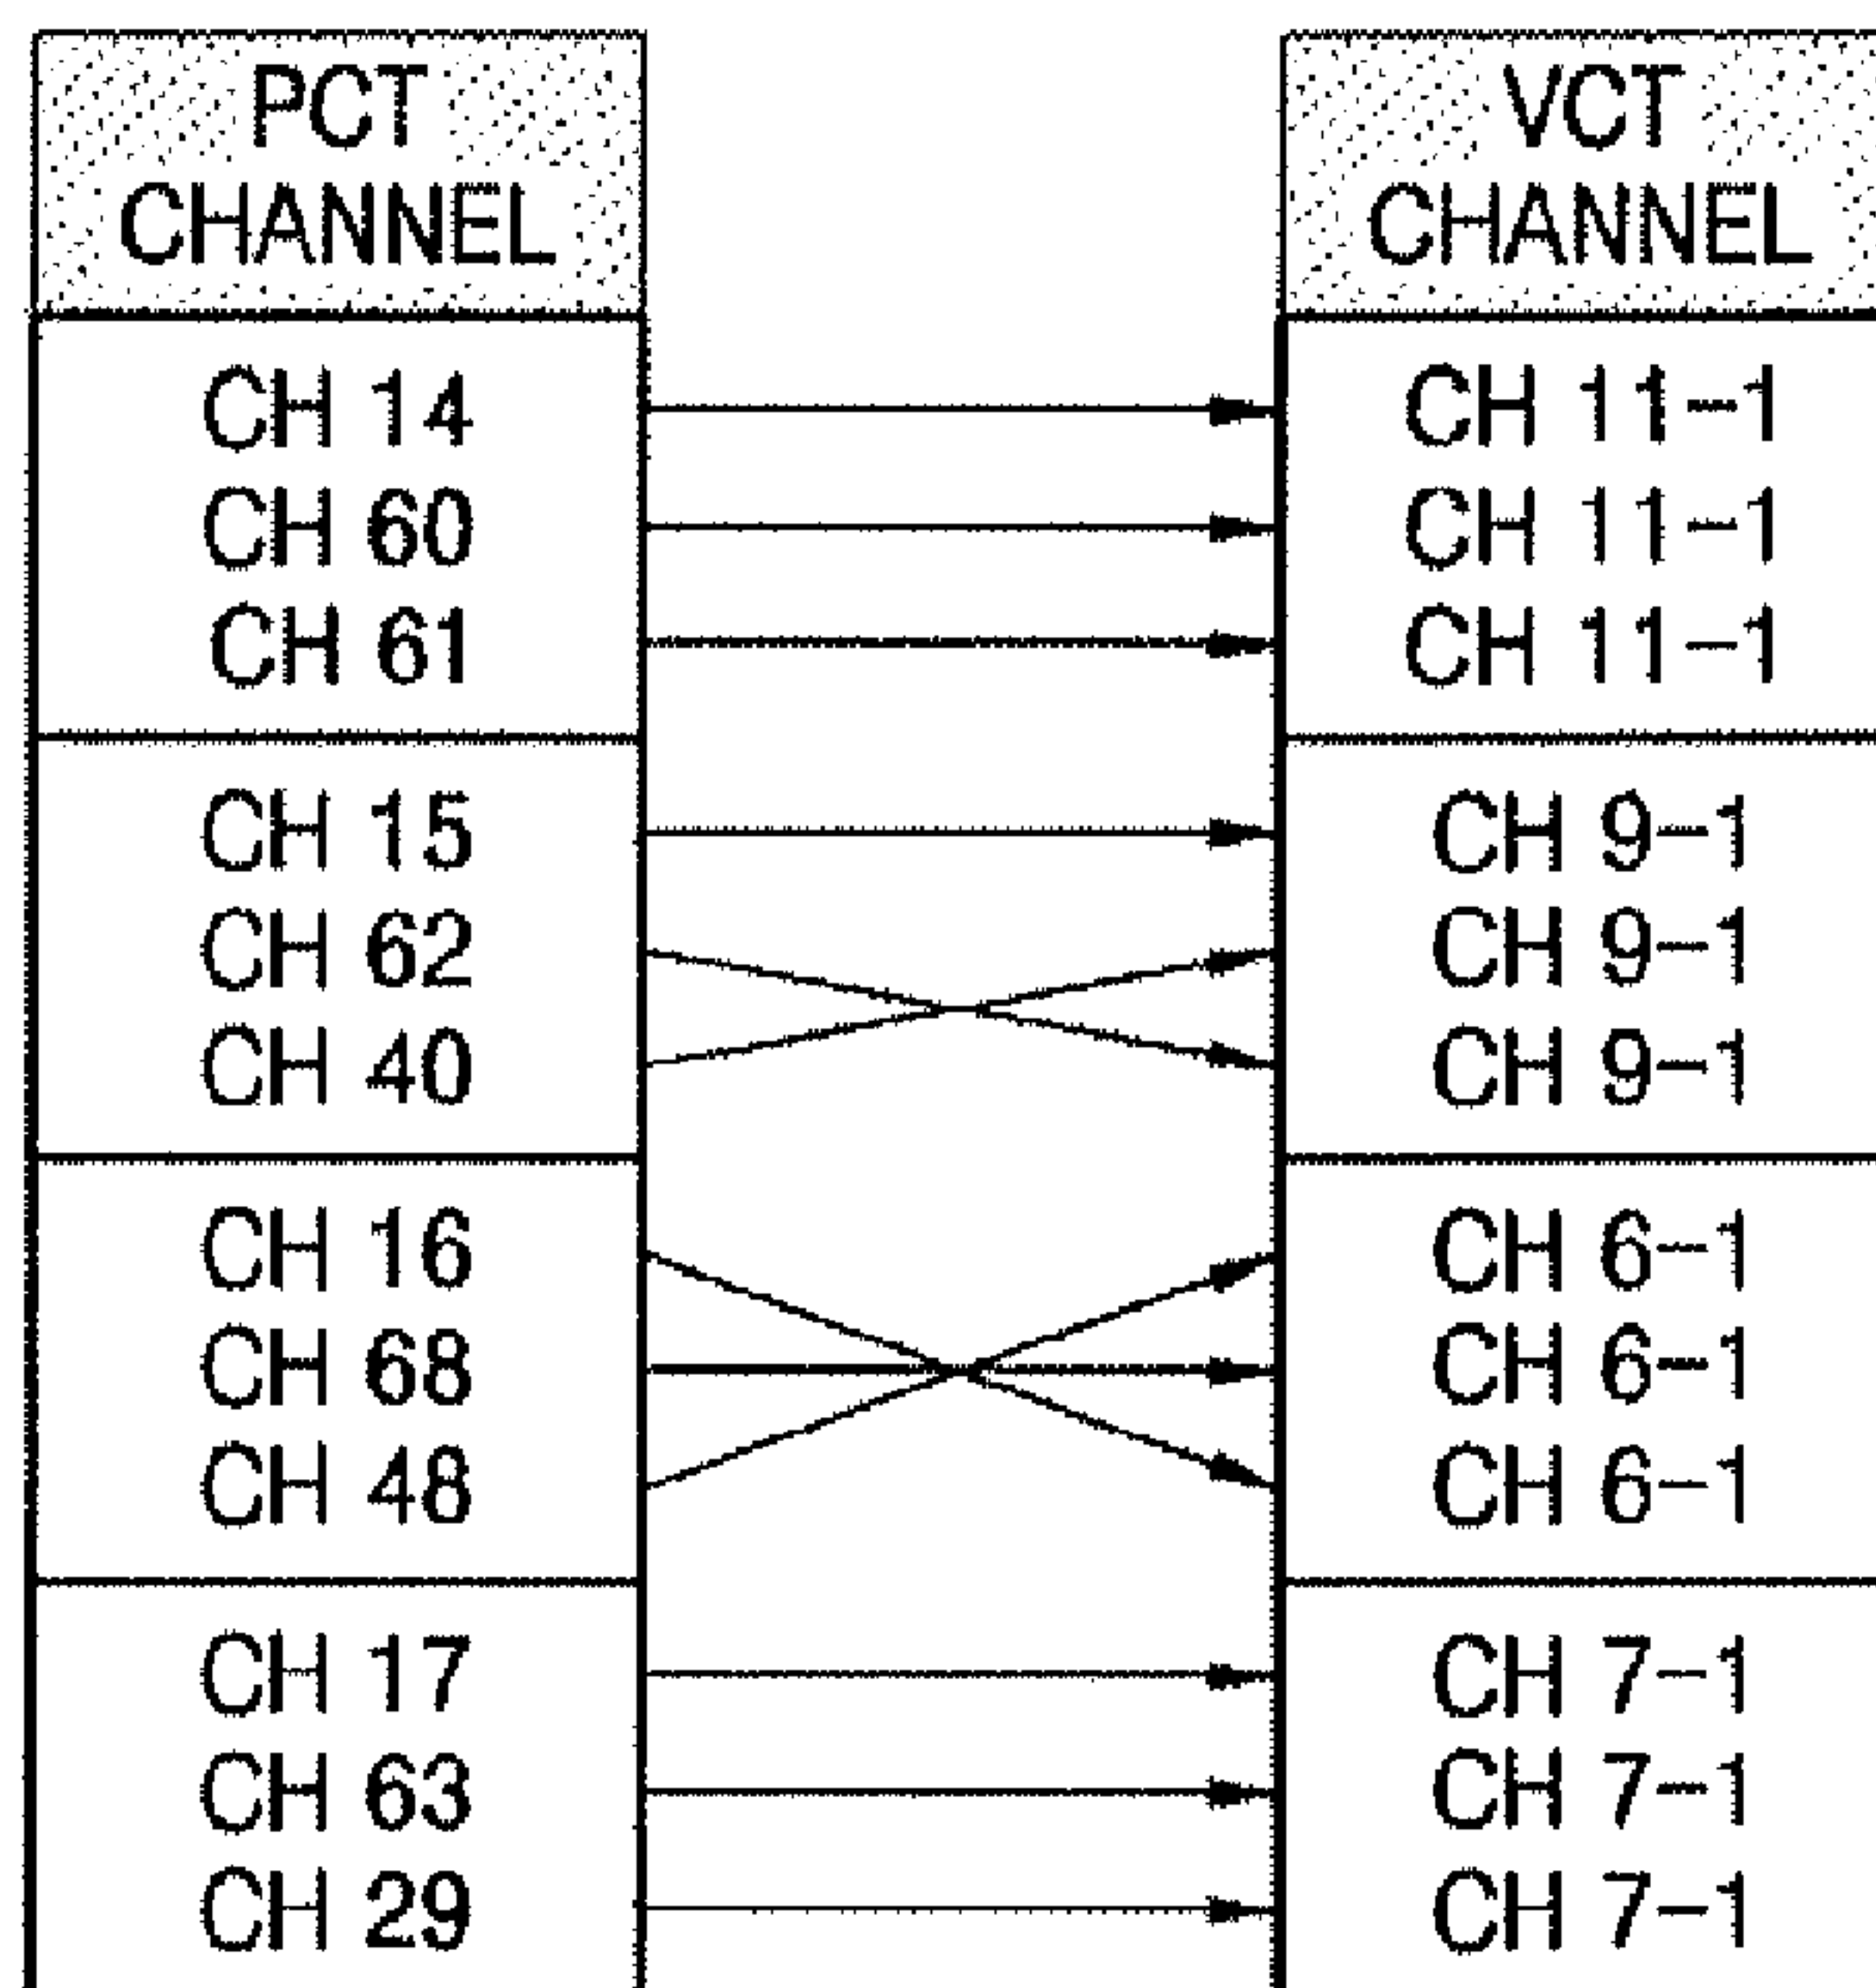 PCT
CHANNEL
VCT
CHANNEL
CH 14
CH 11-1
CH 60
CH 11-1
CH 61
CH 11-1
CH 15
CH 9-1
CH 62
CH 9-1
CH 40
CH 9-1
CH 16
CH 6-1
CH 68
CH 6-1
CH 48
CH 6-1
CH 17
CH 7-1
CH 63
CH 7-1
CH 29
CH 7-1